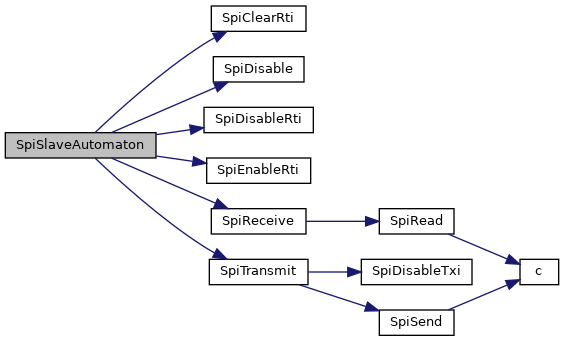 SpiClearRti
SpiDisable
SpiDisableRti
SpiSlaveAutomaton
SpiEnableRti
SpiReceive
SpiRead
SpiTransmit
SpiDisableTxi
c
SpiSend